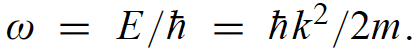 ω = E/ħ = ħk²/2m.